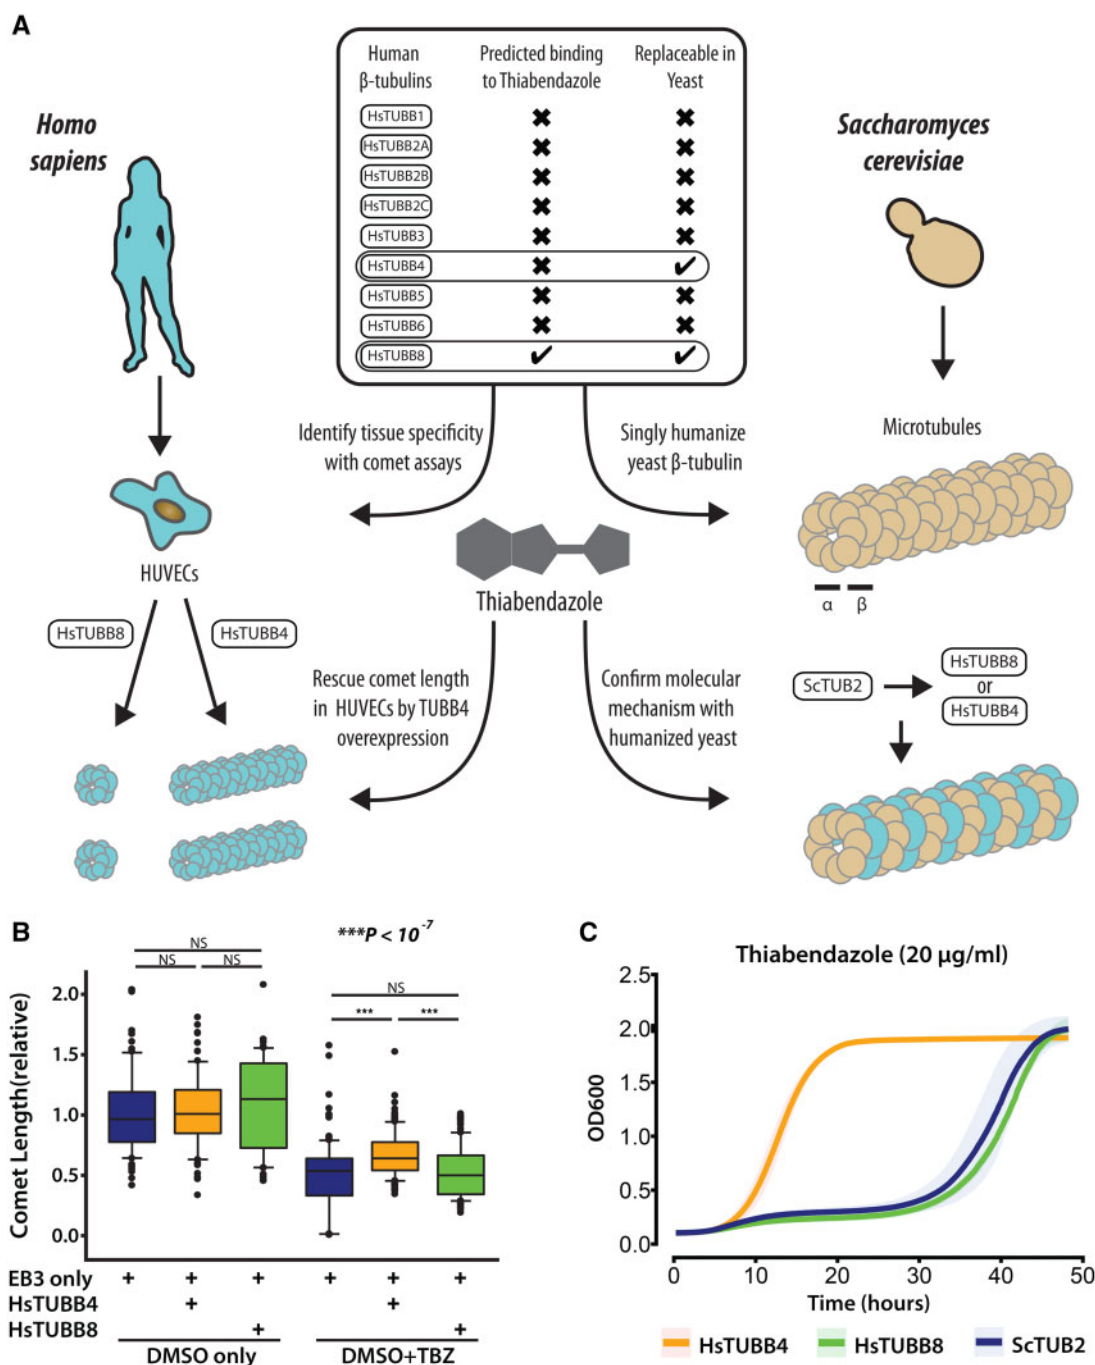 A
Human
β-tubulins
Predicted binding
to Thiabendazole
Replaceable in
Yeast
HsTUBB1
HsTUBB2A
HsTUBB2B
HsTUBB2C
HsTUBB3
HsTUBB4
HsTUBB5
HsTUBB6
HsTUBB8
Homo
sapiens
Saccharomyces
cerevisiae
Identify tissue specificity
with comet assays
Singly humanize
yeast β-tubulin
Microtubules
HUVECs
Thiabendazole
α β
HsTUBB8
HsTUBB4
Rescue comet length
in HUVECs by TUBB4
overexpression
Confirm molecular
mechanism with
humanized yeast
ScTUB2
HsTUBB8
or
HsTUBB4
B
***P < 10-7
NS
NS NS
NS
*** ***
Comet Length(relative)
2.0
1.5
1.0
0.5
0.0
EB3 only + + + + + +
HsTUBB4 + +
HsTUBB8 + +
DMSO only DMSO+TBZ
C
Thiabendazole (20 μg/ml)
OD600
2.5
2.0
1.5
1.0
0.5
0.0
0 10 20 30 40 50
Time (hours)
HsTUBB4 HsTUBB8 ScTUB2